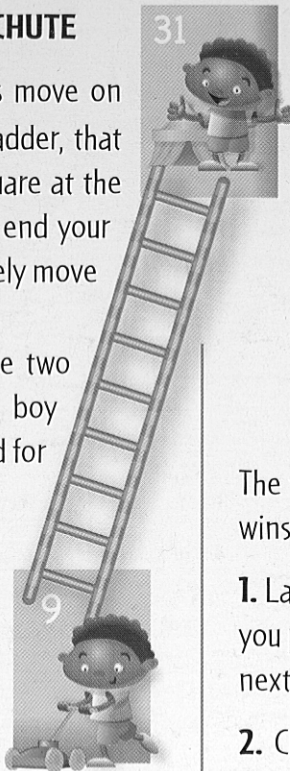 CHUTE
31
s move on
adder, that
uare at the
end your
ely move
e two
boy
d for
9
The
wins
1. La
you
next
2. C